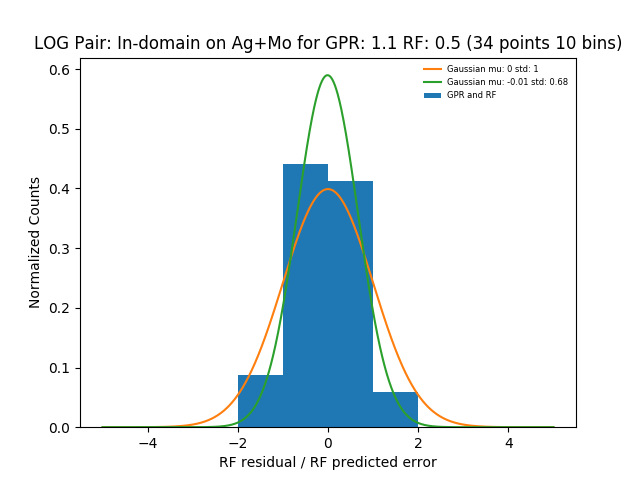 LOG Pair: In-domain on Ag+Mo for GPR: 1.1 RF: 0.5 (34 points 10 bins)
Gaussian mu: 0 std: 1
Gaussian mu: -0.01 std: 0.68
GPR and RF
Normalized Counts
0.6
0.5
0.4
0.3
0.2
0.1
0.0
−4
−2
0
2
4
RF residual / RF predicted error